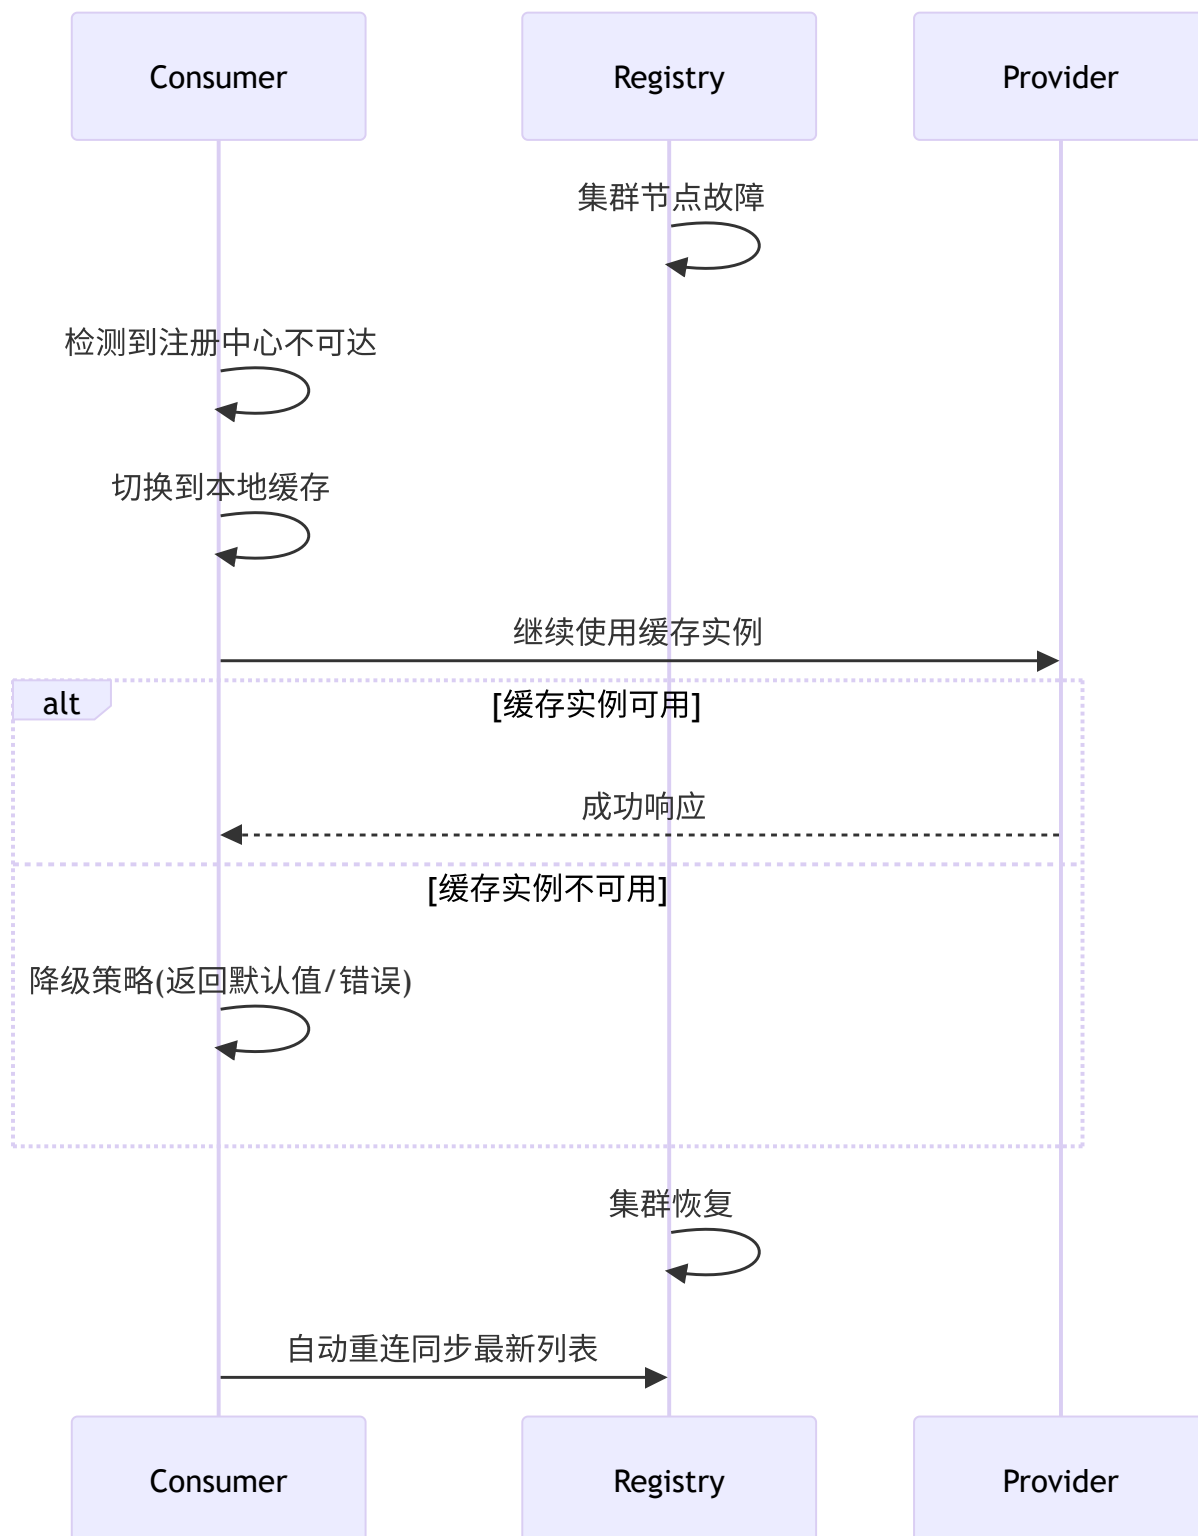 Consumer
Registry
Provider
集群节点故障
检测到注册中心不可达
切换到本地缓存
继续使用缓存实例
alt
[缓存实例可用]
成功响应
[缓存实例不可用]
降级策略(返回默认值/错误)
集群恢复
自动重连同步最新列表
Consumer
Registry
Provider